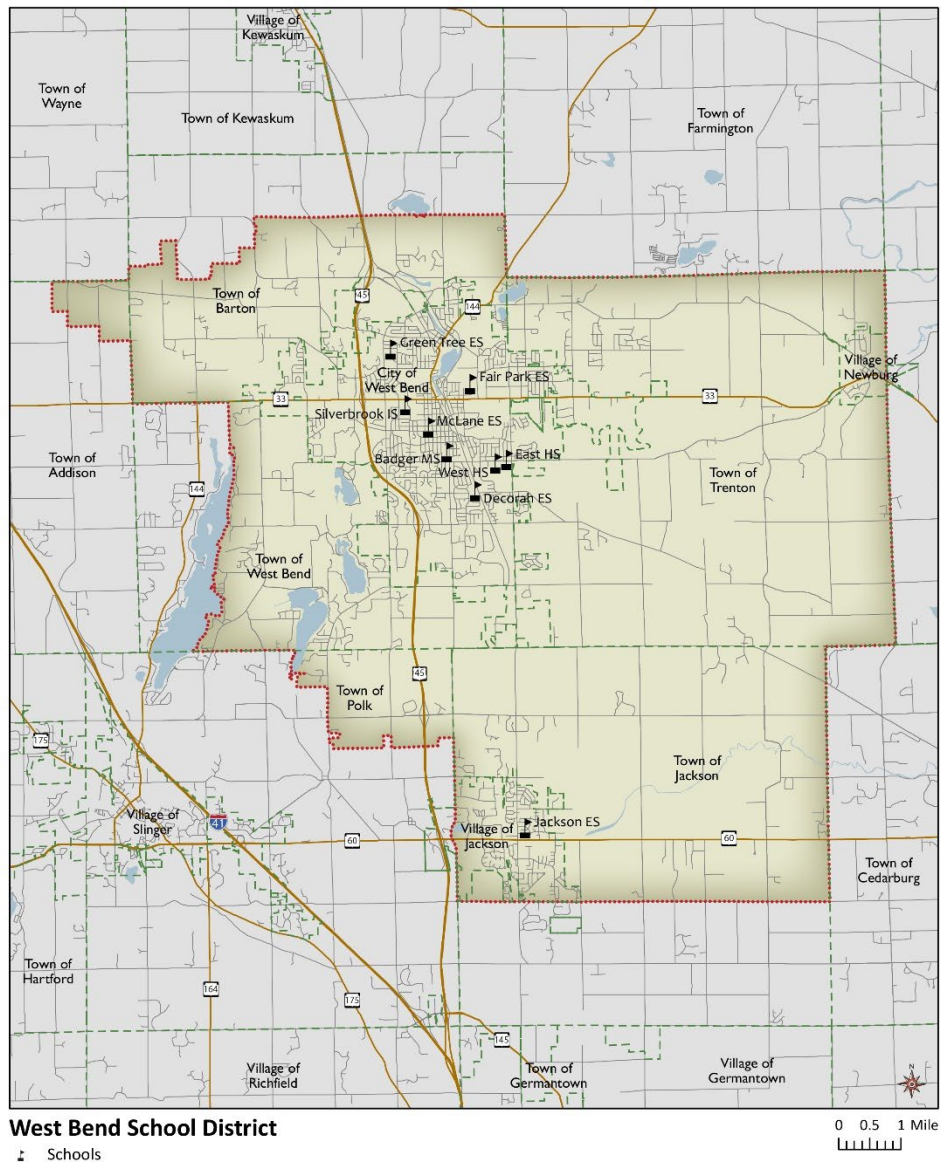 Village of
Kewaskum
Town of
Wayne
Town of Kewaskum
Town of
Farmington
Town of
Barton
45
144
Green Tree ES
City of
West Bend
Fair Park ES
Village of
Newburg
33
33
Silverbrook IS
McLane ES
Badger MS
East HS
West HS
Decorah ES
Town of
Addison
144
Town of
Trenton
Town of
West Bend
45
Town of
Polk
175
Town of
Jackson
Village of
Slinger
41
60
Jackson ES
Village of
Jackson
60
Town of
Cedarburg
Town of
Hartford
164
175
145
Village of
Richfield
Town of
Germantown
Village of
Germantown
N
West Bend School District
Schools
0 0.5 1 Mile